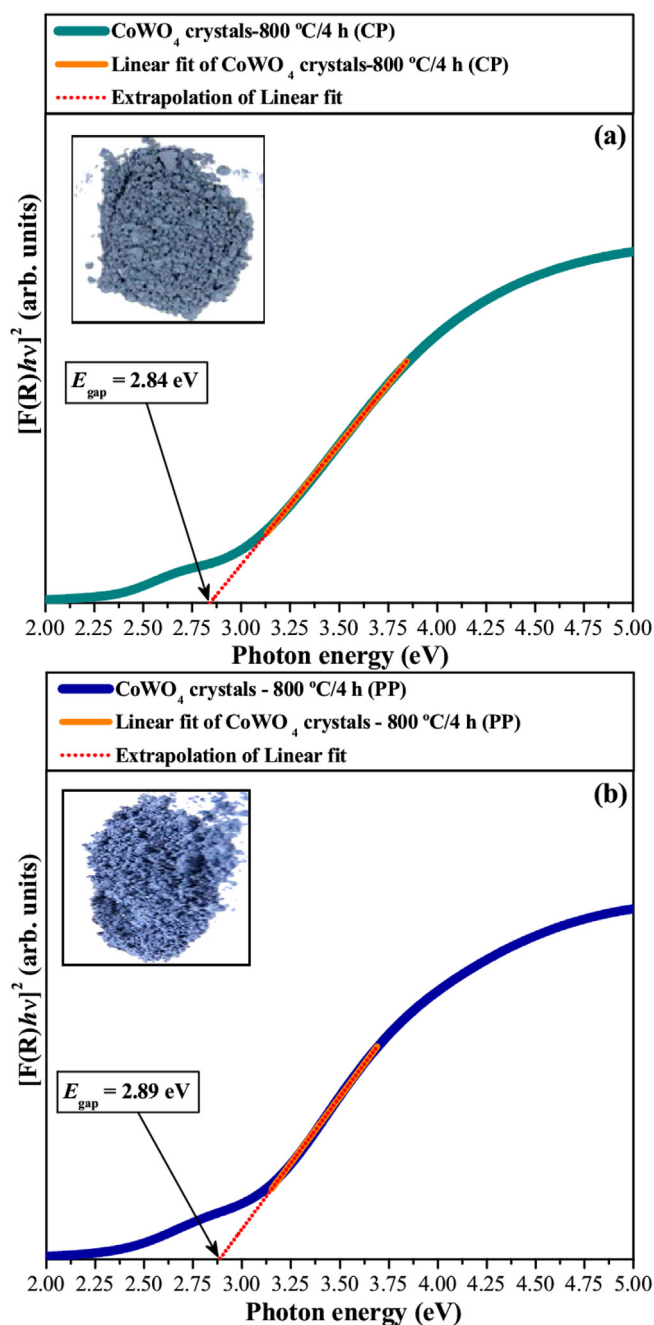 CoWO₄ crystals-800 ºC/4 h (CP)
Linear fit of CoWO₄ crystals-800 ºC/4 h (CP)
Extrapolation of Linear fit
(a)
[F(R)hν]² (arb. units)
E_gap = 2.84 eV
2.00 2.25 2.50 2.75 3.00 3.25 3.50 3.75 4.00 4.25 4.50 4.75 5.00
Photon energy (eV)
CoWO₄ crystals - 800 ºC/4 h (PP)
Linear fit of CoWO₄ crystals - 800 ºC/4 h (PP)
Extrapolation of Linear fit
(b)
[F(R)hν]² (arb. units)
E_gap = 2.89 eV
2.00 2.25 2.50 2.75 3.00 3.25 3.50 3.75 4.00 4.25 4.50 4.75 5.00
Photon energy (eV)